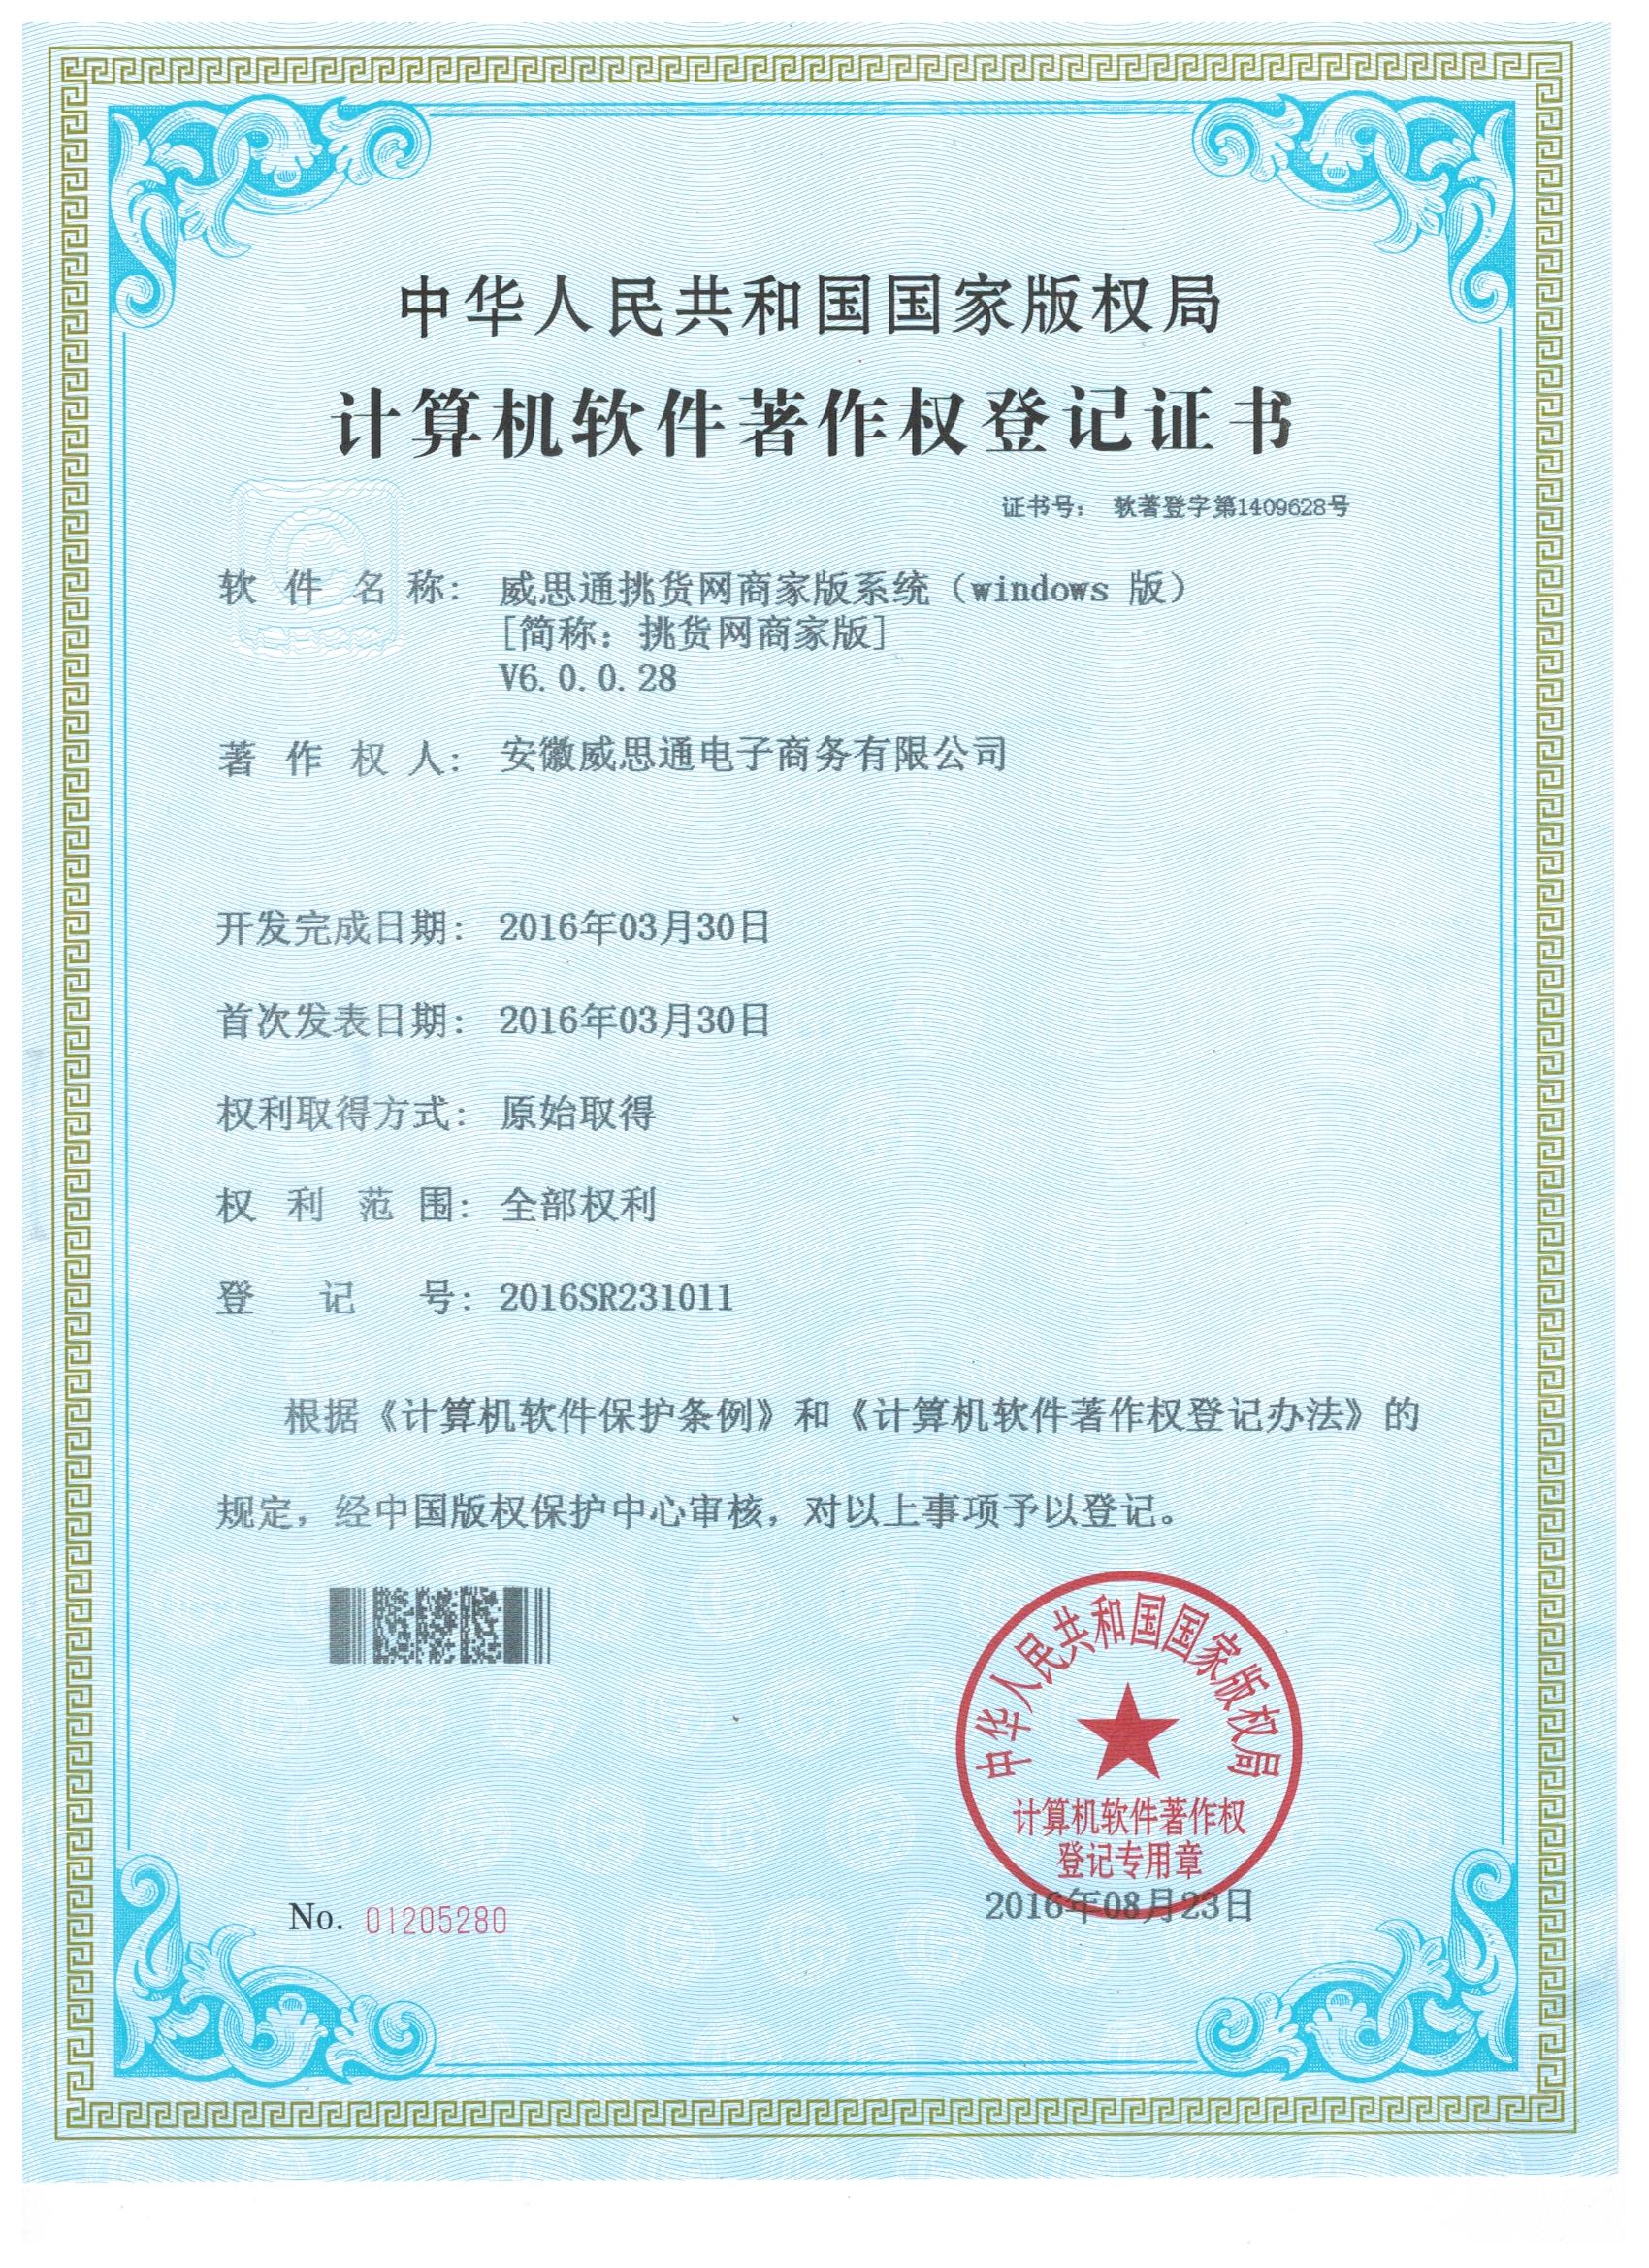 中华人民共和国国家版权局
计算机软件著作权登记证书
证书号： 软著登字第1409628号
软件名称： 威思通挑货网商家版系统（windows 版）
[简称：挑货网商家版]
V6.0.0.28
著作权人： 安徽威思通电子商务有限公司
开发完成日期： 2016年03月30日
首次发表日期： 2016年03月30日
权利取得方式： 原始取得
权利范围： 全部权利
登记号： 2016SR231011
根据《计算机软件保护条例》和《计算机软件著作权登记办法》的
规定，经中国版权保护中心审核，对以上事项予以登记。
中华人民共和国国家版权局
计算机软件著作权
登记专用章
2016年08月23日
No. 01205280